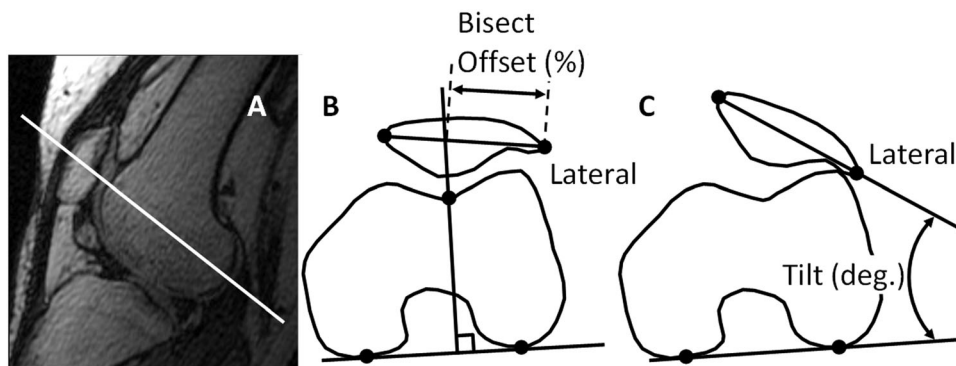 Bisect
Offset (%)
A
B
C
Lateral
Lateral
Tilt (deg.)